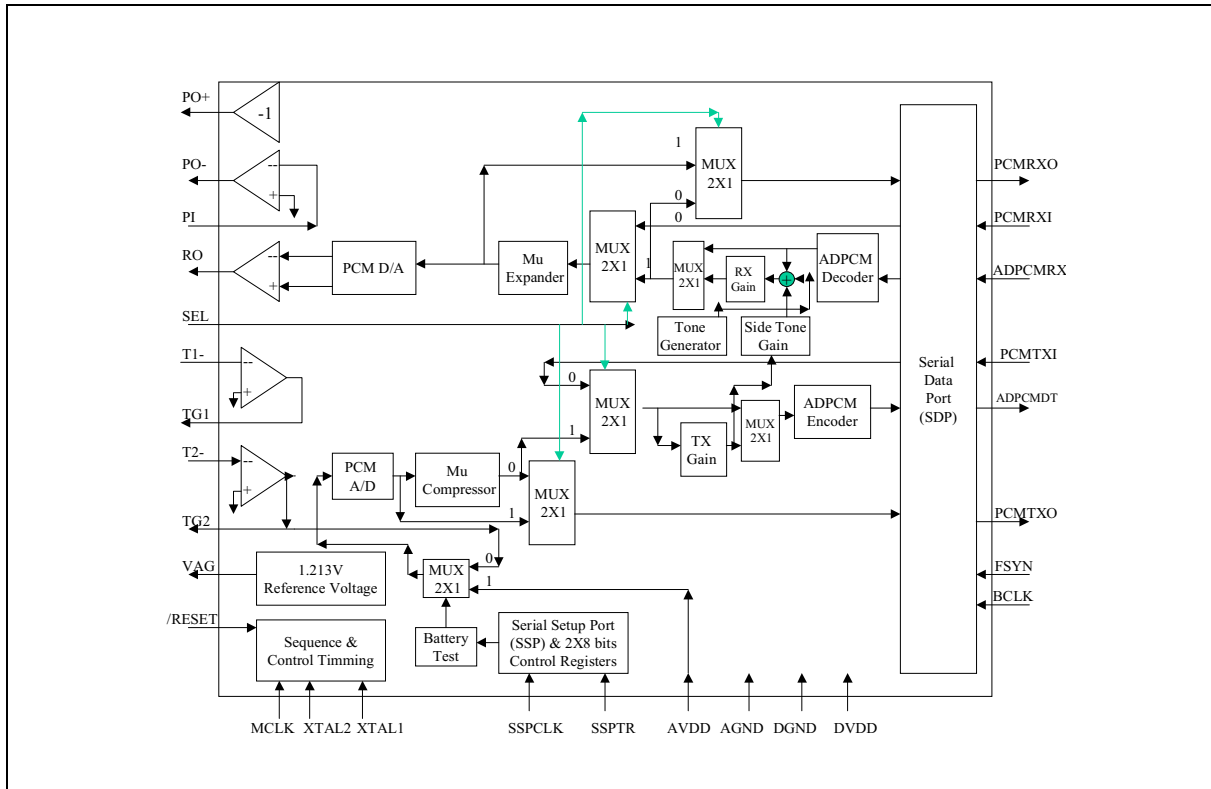 PO+
-1
PO-
--
+
PI
RO
--
+
PCM D/A
Mu
Expander
MUX
2X1
0
1
MUX
2X1
1
0
MUX
2X1
RX
Gain
+
ADPCM
Decoder
PCMRXO
PCMRXI
ADPCMRX
SEL
Tone
Generator
Side Tone
Gain
T1-
--
+
TG1
0
1
MUX
2X1
TX
Gain
MUX
2X1
ADPCM
Encoder
Serial
Data
Port
(SDP)
PCMTXI
ADPCMDT
T2-
--
+
PCM
A/D
Mu
Compressor
0
1
MUX
2X1
PCMTXO
TG2
VAG
1.213V
Reference Voltage
MUX
2X1
0
1
FSYN
BCLK
/RESET
Sequence &
Control Timming
Battery
Test
Serial Setup Port
(SSP) & 2X8 bits
Control Registers
MCLK
XTAL2
XTAL1
SSPCLK
SSPTR
AVDD
AGND
DGND
DVDD